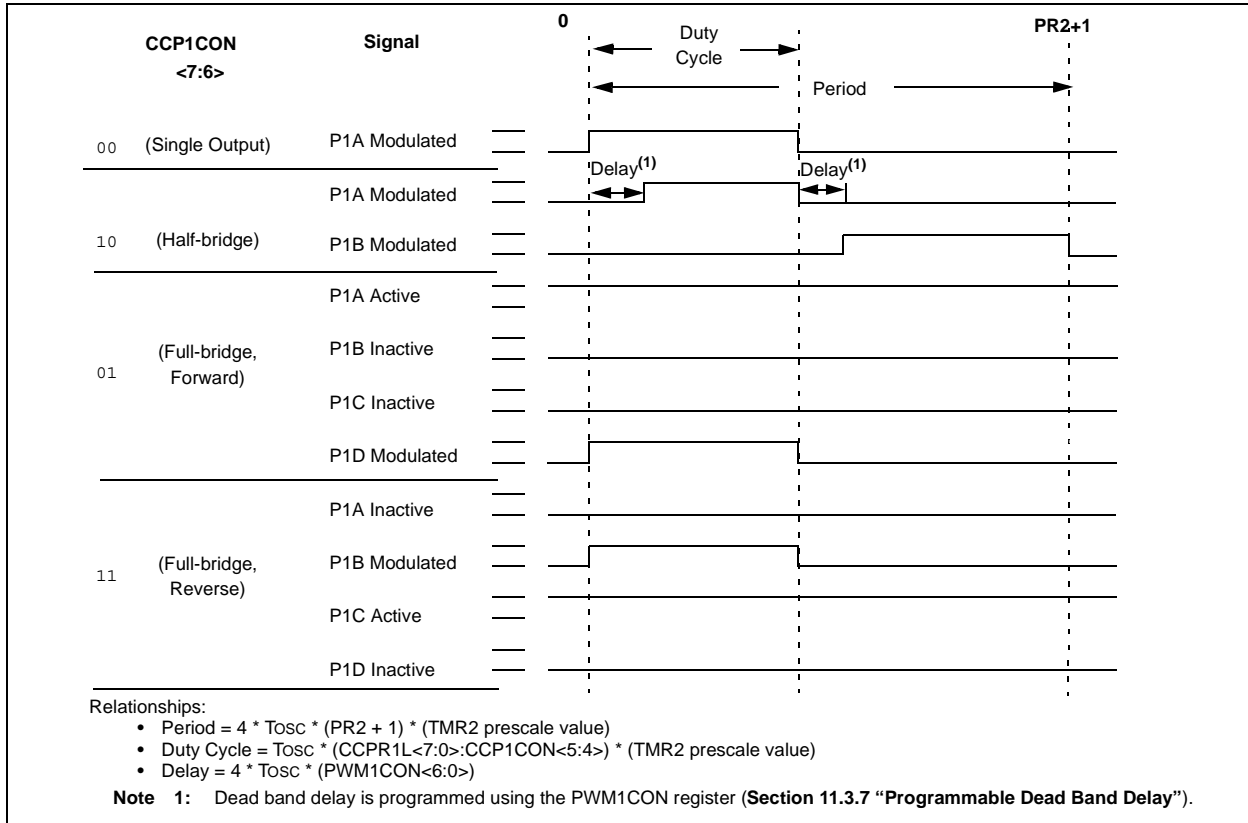 0
PR2+1
Duty
Cycle
CCP1CON
<7:6>
Signal
Period
00 (Single Output) P1A Modulated
Delay(1) Delay(1)
P1A Modulated
10 (Half-bridge) P1B Modulated
P1A Active
P1B Inactive
01 (Full-bridge,
Forward)
P1C Inactive
P1D Modulated
P1A Inactive
P1B Modulated
11 (Full-bridge,
Reverse)
P1C Active
P1D Inactive
Relationships:
• Period = 4 * TOSC * (PR2 + 1) * (TMR2 prescale value)
• Duty Cycle = TOSC * (CCPR1L<7:0>:CCP1CON<5:4>) * (TMR2 prescale value)
• Delay = 4 * TOSC * (PWM1CON<6:0>)
Note 1: Dead band delay is programmed using the PWM1CON register (Section 11.3.7 “Programmable Dead Band Delay”).